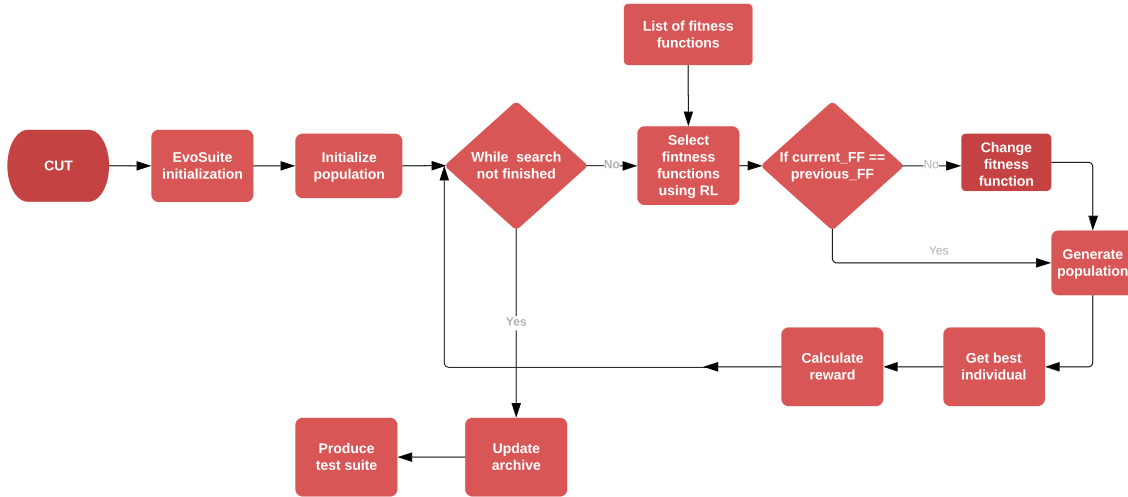 List of fitness
functions
CUT
EvoSuite
initialization
Initialize
population
While search
not finished
No
Select
fintness
functions
using RL
If current_FF ==
previous_FF
No
Change
fitness
function
Yes
Generate
population
Yes
Calculate
reward
Get best
individual
Produce
test suite
Update
archive